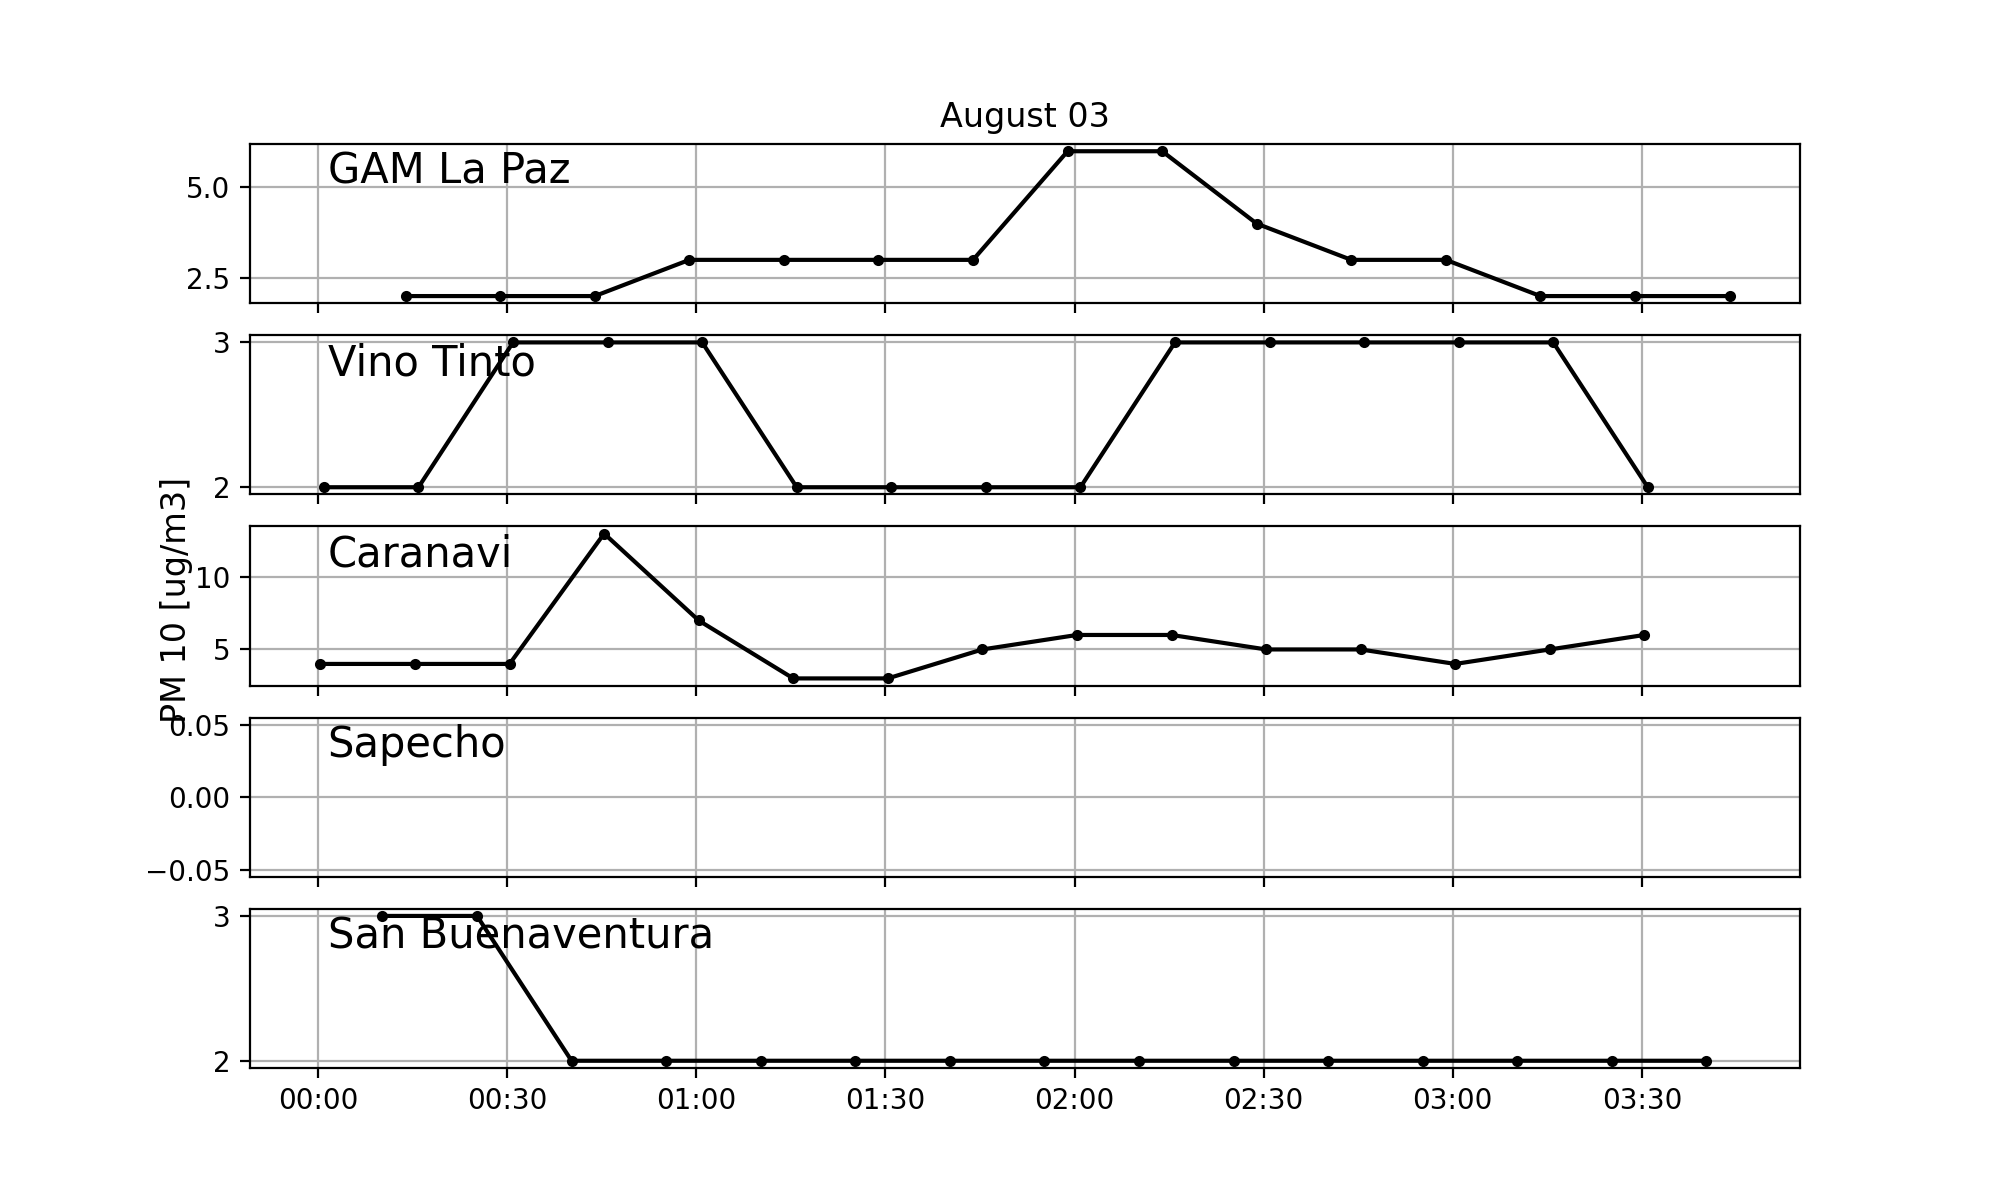 August 03
GAM La Paz
5.0
2.5
Vino Tinto
3
2
PM 10 [ug/m3]
Caranavi
10
5
Sapecho
0.05
0.00
−0.05
San Buenaventura
3
2
00:00 00:30 01:00 01:30 02:00 02:30 03:00 03:30